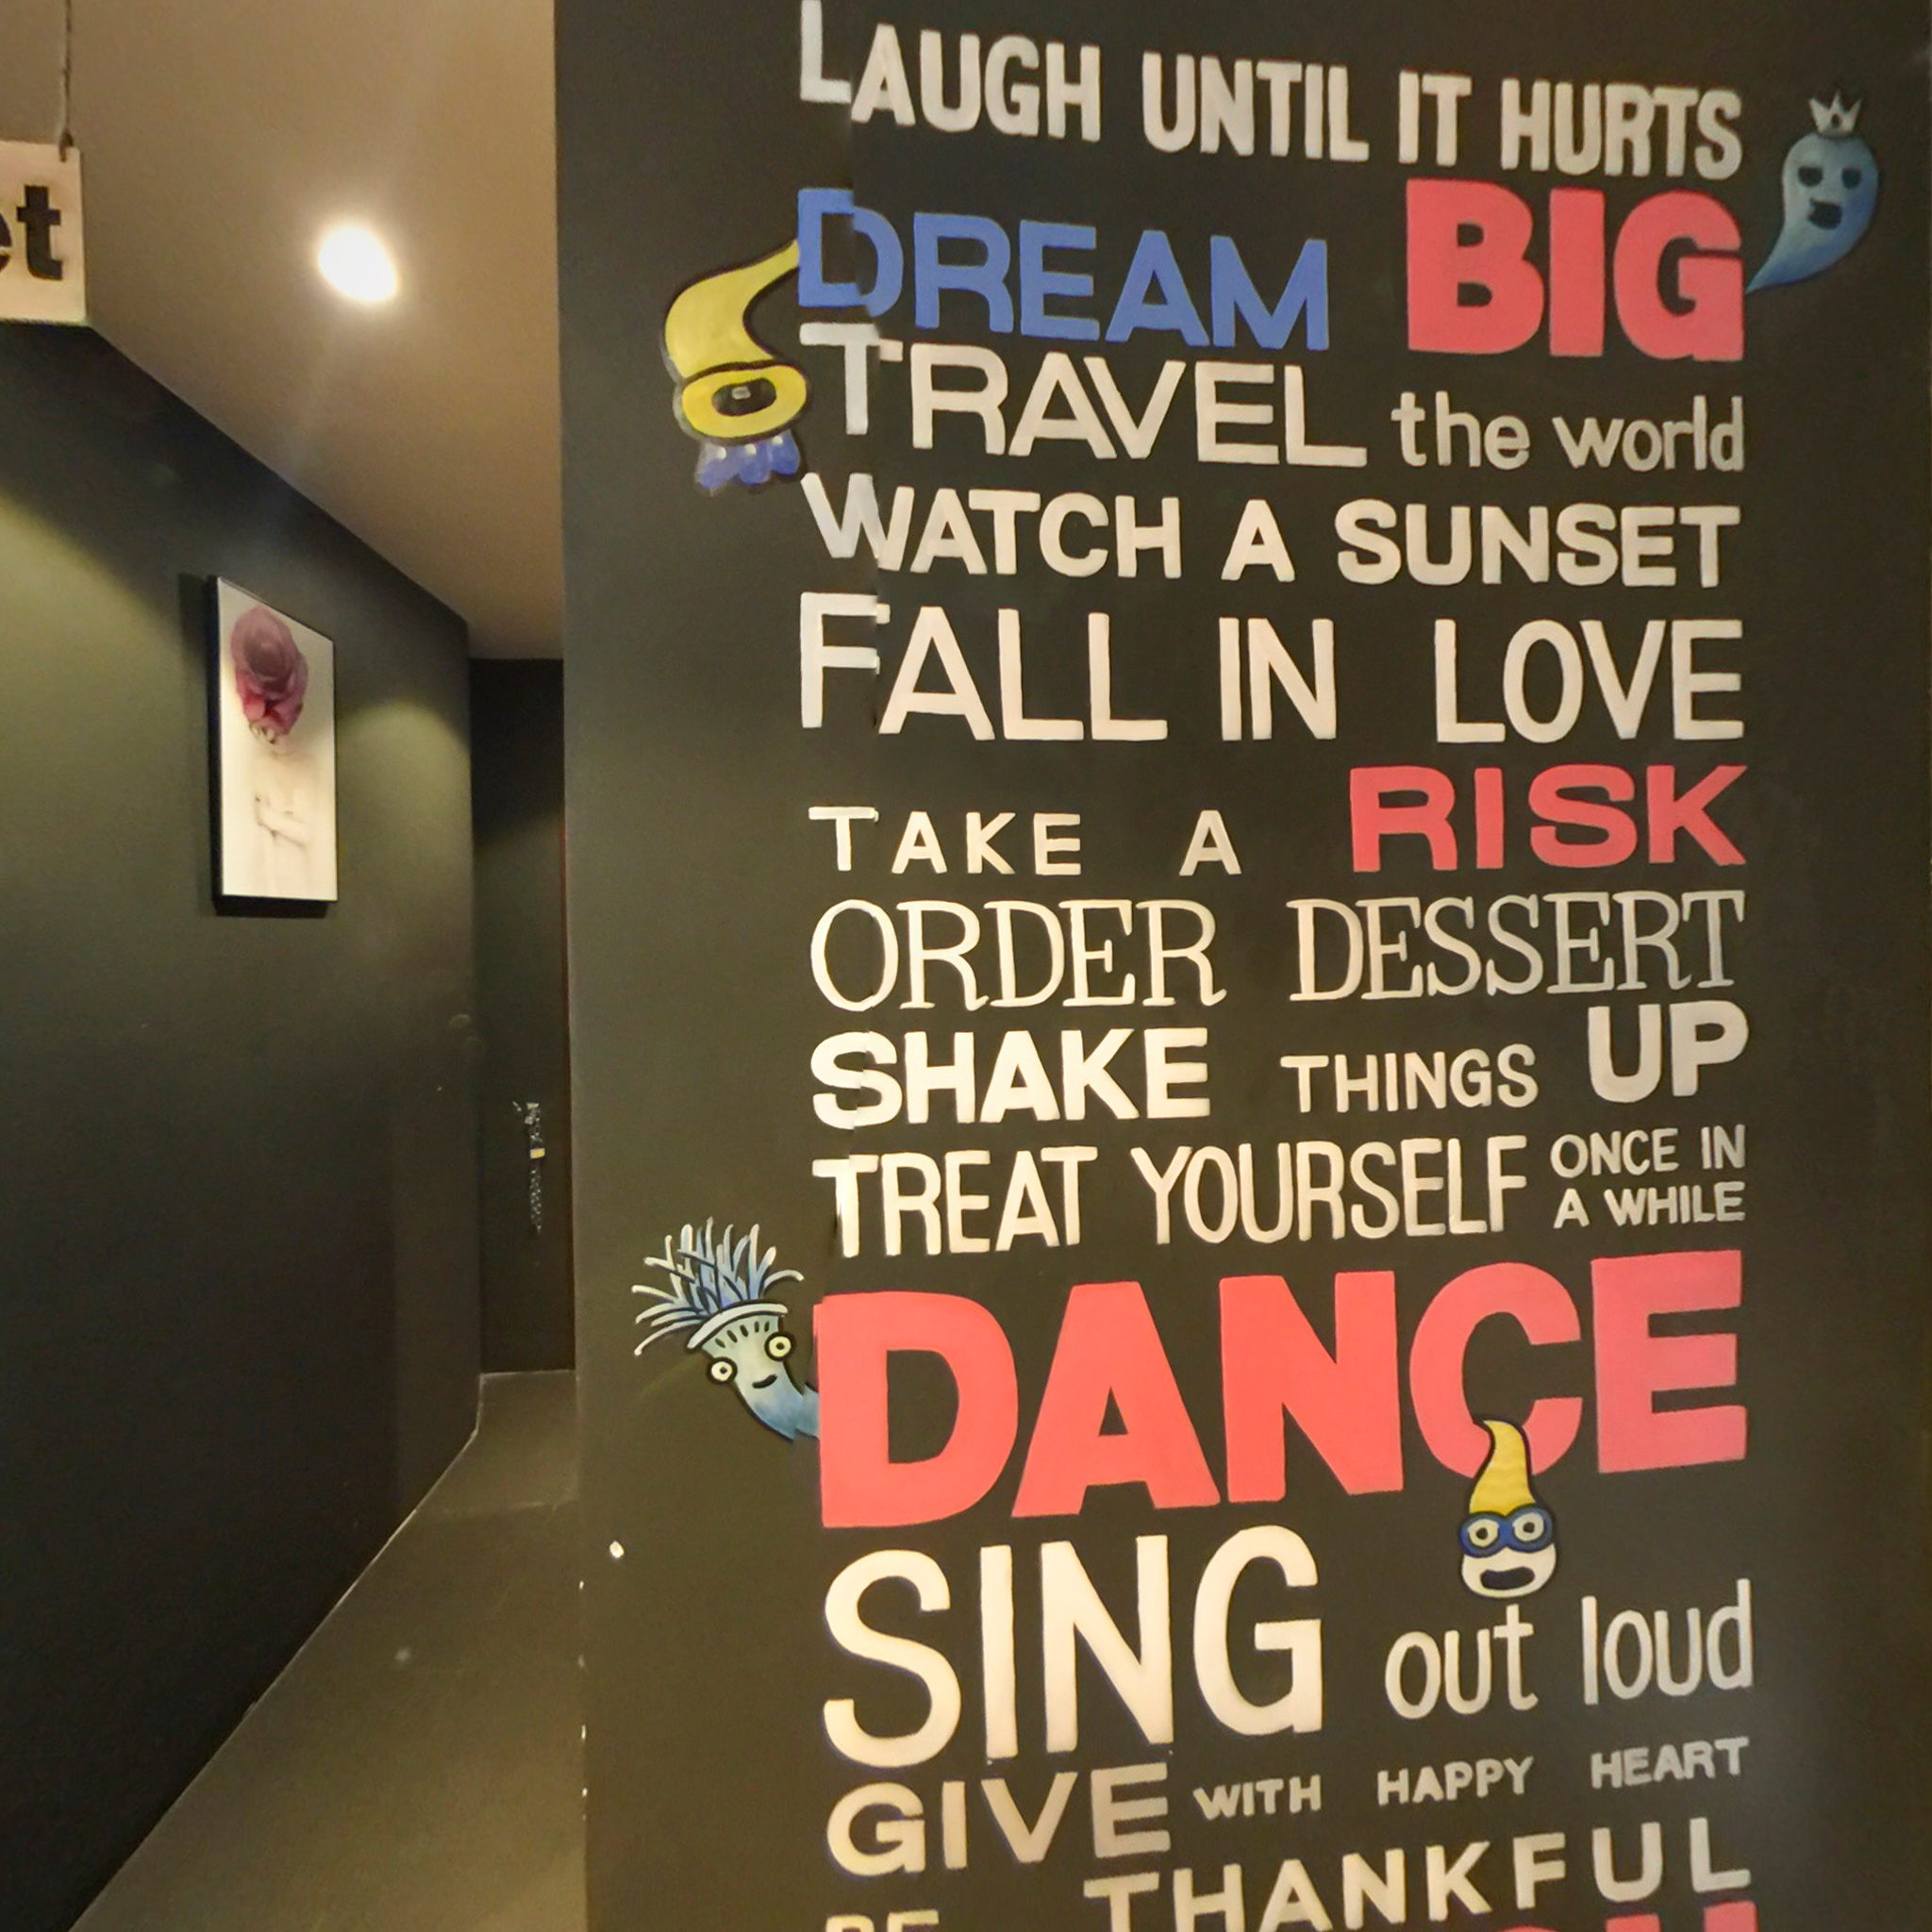 LAUGH UNTIL IT HURTS
DREAM BIG
TRAVEL the world
WATCH A SUNSET
FALL IN LOVE
TAKE A RISK
ORDER DESSERT
SHAKE THINGS UP
TREAT YOURSELF ONCE IN
A WHILE
DANCE
SING out loud
GIVE WITH HAPPY HEART
BE THANKFUL